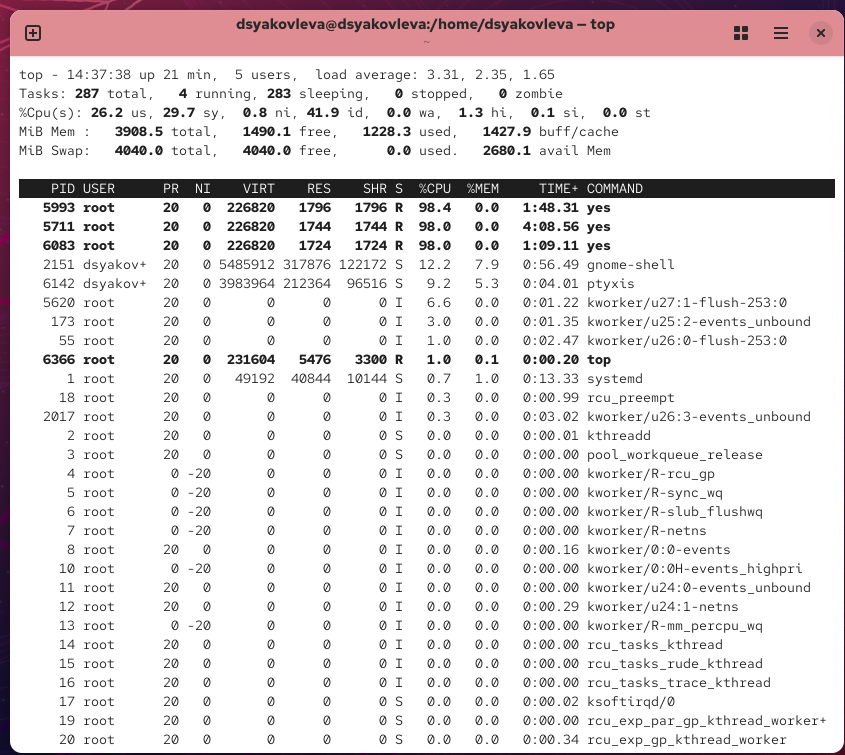 dsyakovleva@dsyakovleva:/home/dsyakovleva — top
~
top - 14:37:38 up 21 min,  5 users,  load average: 3.31, 2.35, 1.65
Tasks: 287 total,   4 running, 283 sleeping,   0 stopped,   0 zombie
%Cpu(s): 26.2 us, 29.7 sy,  0.8 ni, 41.9 id,  0.0 wa,  1.3 hi,  0.1 si,  0.0 st
MiB Mem :   3908.5 total,   1490.1 free,   1228.3 used,   1427.9 buff/cache
MiB Swap:   4040.0 total,   4040.0 free,      0.0 used.   2680.1 avail Mem
PID USER      PR  NI    VIRT    RES    SHR S  %CPU  %MEM     TIME+ COMMAND
5993 root      20   0  226820   1796   1796 R  98.4   0.0   1:48.31 yes
5711 root      20   0  226820   1744   1744 R  98.0   0.0   4:08.56 yes
6083 root      20   0  226820   1724   1724 R  98.0   0.0   1:09.11 yes
2151 dsyakov+  20   0 5485912 317876 122172 S  12.2   7.9   0:56.49 gnome-shell
6142 dsyakov+  20   0 3983964 212364  96516 S   9.2   5.3   0:04.01 ptyxis
5620 root      20   0       0      0      0 I   6.6   0.0   0:01.22 kworker/u27:1-flush-253:0
173 root      20   0       0      0      0 I   3.0   0.0   0:01.35 kworker/u25:2-events_unbound
55 root      20   0       0      0      0 I   1.0   0.0   0:02.47 kworker/u26:0-flush-253:0
6366 root      20   0  231604   5476   3300 R   1.0   0.1   0:00.20 top
1 root      20   0   49192  40844  10144 S   0.7   1.0   0:13.33 systemd
18 root      20   0       0      0      0 I   0.3   0.0   0:00.99 rcu_preempt
2017 root      20   0       0      0      0 I   0.3   0.0   0:03.02 kworker/u26:3-events_unbound
2 root      20   0       0      0      0 S   0.0   0.0   0:00.01 kthreadd
3 root      20   0       0      0      0 S   0.0   0.0   0:00.00 pool_workqueue_release
4 root       0 -20       0      0      0 I   0.0   0.0   0:00.00 kworker/R-rcu_gp
5 root       0 -20       0      0      0 I   0.0   0.0   0:00.00 kworker/R-sync_wq
6 root       0 -20       0      0      0 I   0.0   0.0   0:00.00 kworker/R-slub_flushwq
7 root       0 -20       0      0      0 I   0.0   0.0   0:00.00 kworker/R-netns
8 root      20   0       0      0      0 I   0.0   0.0   0:00.16 kworker/0:0-events
10 root       0 -20       0      0      0 I   0.0   0.0   0:00.00 kworker/0:0H-events_highpri
11 root      20   0       0      0      0 I   0.0   0.0   0:00.00 kworker/u24:0-events_unbound
12 root      20   0       0      0      0 I   0.0   0.0   0:00.29 kworker/u24:1-netns
13 root       0 -20       0      0      0 I   0.0   0.0   0:00.00 kworker/R-mm_percpu_wq
14 root      20   0       0      0      0 I   0.0   0.0   0:00.00 rcu_tasks_kthread
15 root      20   0       0      0      0 I   0.0   0.0   0:00.00 rcu_tasks_rude_kthread
16 root      20   0       0      0      0 I   0.0   0.0   0:00.00 rcu_tasks_trace_kthread
17 root      20   0       0      0      0 S   0.0   0.0   0:00.02 ksoftirqd/0
19 root      20   0       0      0      0 S   0.0   0.0   0:00.00 rcu_exp_par_gp_kthread_worker+
20 root      20   0       0      0      0 S   0.0   0.0   0:00.34 rcu_exp_gp_kthread_worker